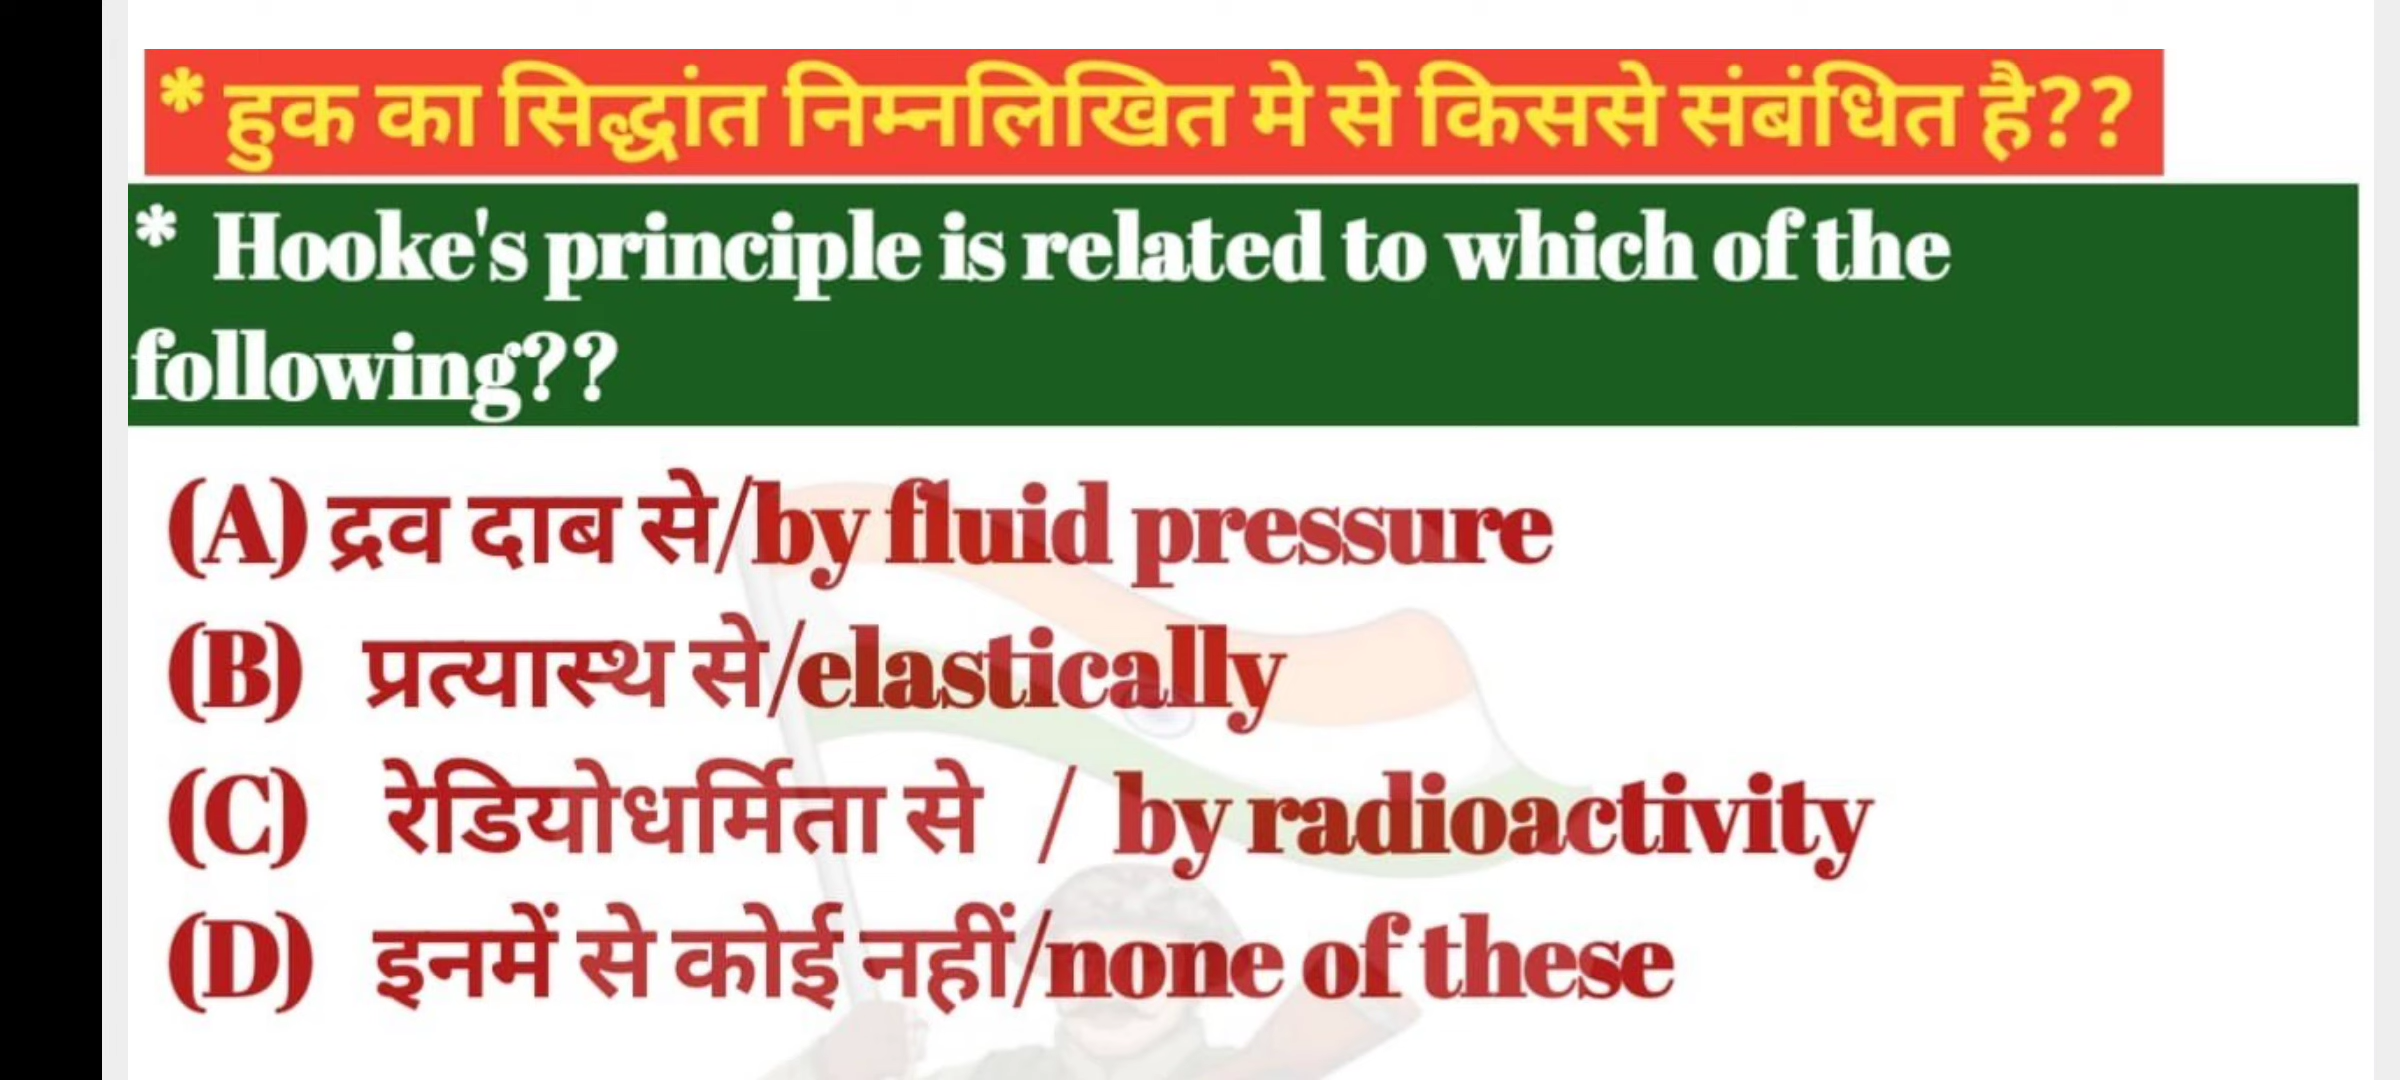 * हुक का सिद्धांत निम्नलिखित मे से किससे संबंधित है??
* Hooke's principle is related to which of the
following??
(A) द्रव दाब से/by fluid pressure
(B) प्रत्यास्थ से/elastically
(C) रेडियोधर्मिता से / by radioactivity
(D) इनमें से कोई नहीं/none of these